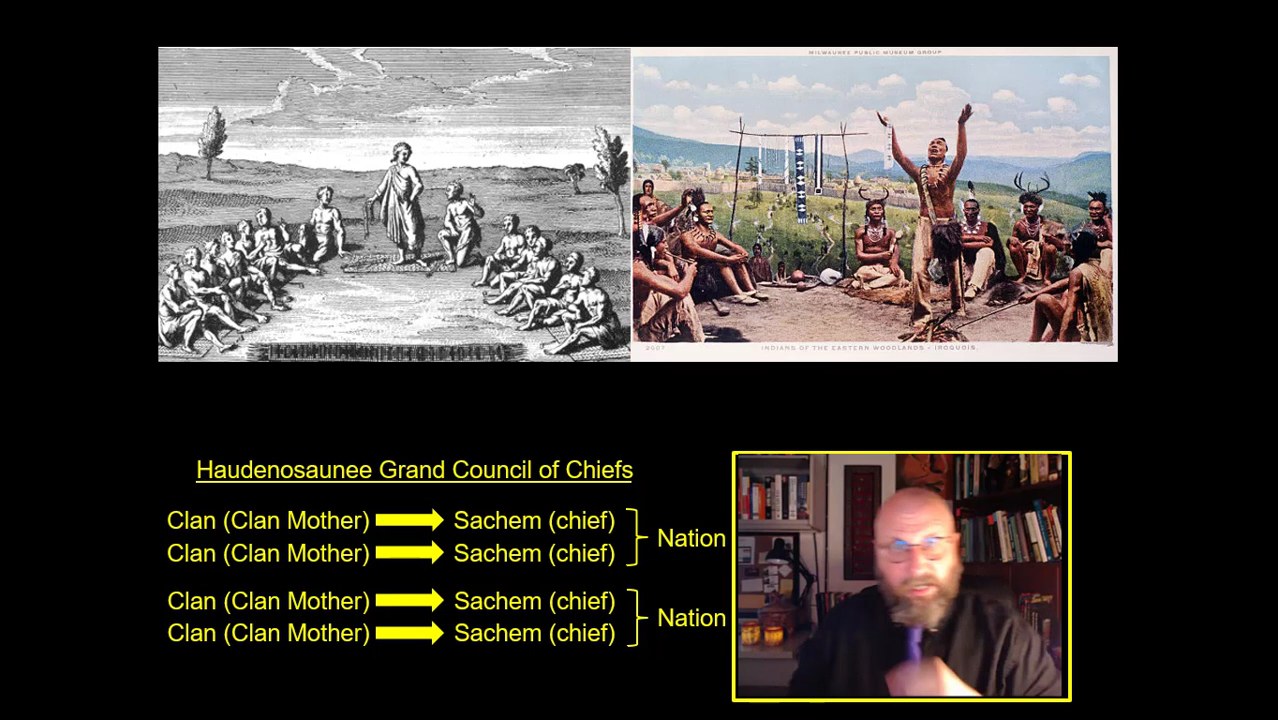 MILWAUKEE PUBLIC MUSEUM GROUP
2007 INDIANS OF THE EASTERN WOODLANDS - IROQUOIS.
Haudenosaunee Grand Council of Chiefs
Clan (Clan Mother) Sachem (chief)
Clan (Clan Mother) Sachem (chief)
Nation
Clan (Clan Mother) Sachem (chief)
Clan (Clan Mother) Sachem (chief)
Nation